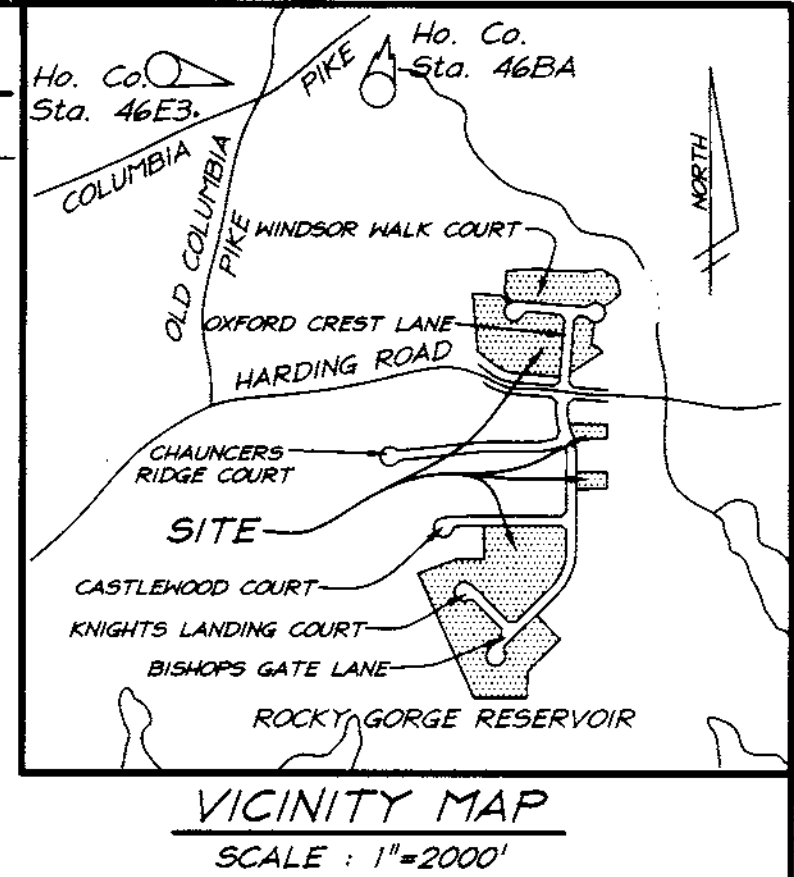 Ho. Co.
Sta. 46BA
PIKE
Ho. Co.
Sta. 46E3.
COLUMBIA
OLD COLUMBIA
PIKE
NORTH
WINDSOR WALK COURT
OXFORD CREST LANE
HARDING ROAD
CHAUNCERS
RIDGE COURT
SITE
CASTLEWOOD COURT
KNIGHTS LANDING COURT
BISHOPS GATE LANE
ROCKY GORGE RESERVOIR
VICINITY MAP
SCALE : 1"=2000'